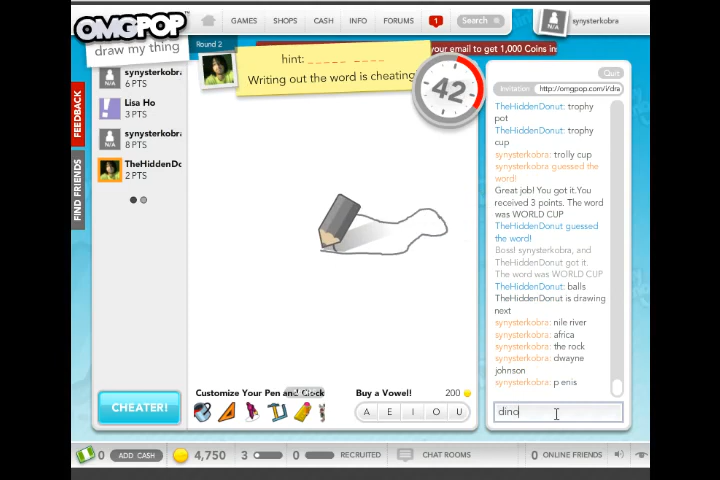 OMGPOP
draw my thing
GAMES
SHOPS
CASH
INFO
FORUMS
1
Search
N/A
synysterkobra
Round 2
your email to get 1,000 Coins in
hint: _ _ _ _ _  _ _ _ _
Writing out the word is cheating
42
FEEDBACK
FIND FRIENDS
N/A
synysterkobra
6 PTS
Lisa Ho
3 PTS
N/A
synysterkobra
8 PTS
TheHiddenDo
2 PTS
CHEATER!
Quit
Invitation
http://omgpop.com/i/dra
TheHiddenDonut: trophy
pot
TheHiddenDonut: trophy
cup
synysterkobra: trolly cup
synysterkobra guessed the
word!
Great job! You got it.You
received 3 points. The word
was WORLD CUP
TheHiddenDonut guessed
the word!
Boss! synysterkobra, and
TheHiddenDonut got it.
The word was WORLD CUP
TheHiddenDonut: balls
TheHiddenDonut is drawing
next
synysterkobra: nile river
synysterkobra: africa
synysterkobra: the rock
synysterkobra: dwayne
johnson
synysterkobra: p enis
dino
Customize Your Pen and Clock
Buy a Vowel!
200
A E I O U
0
ADD CASH
4,750
3
0
RECRUITED
CHAT ROOMS
0 ONLINE FRIENDS